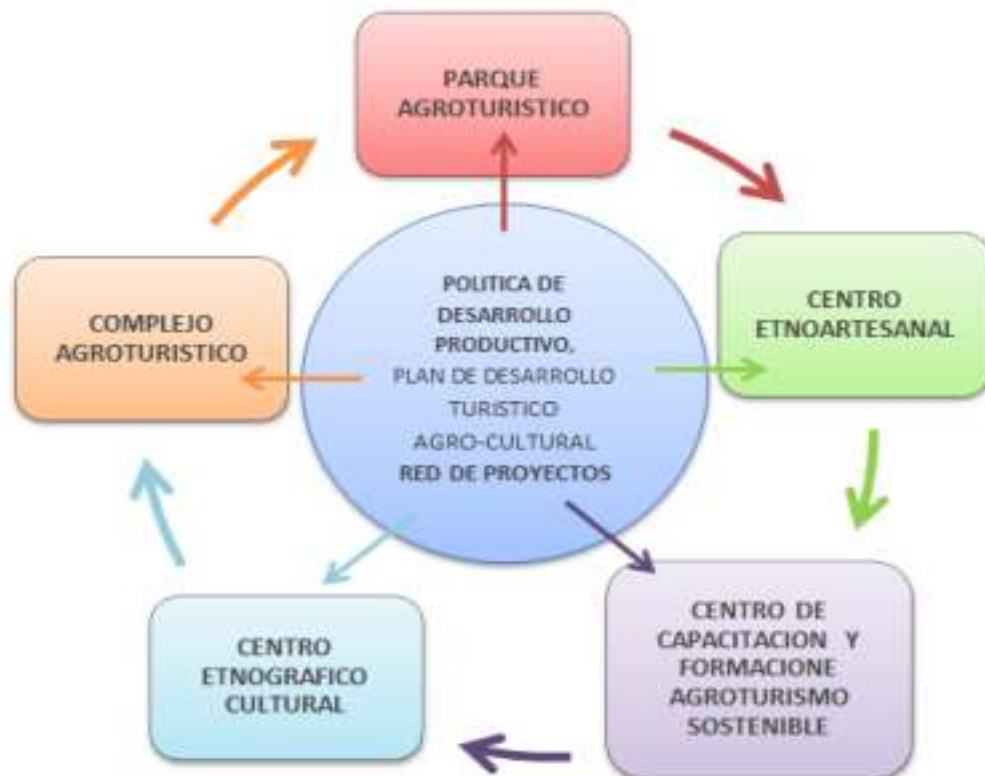 PARQUE
AGROTURISTICO
CENTRO
ETNOARTESANAL
CENTRO DE
CAPACITACION Y
FORMACIONE
AGROTURISMO
SOSTENIBLE
CENTRO
ETNOGRAFICO
CULTURAL
COMPLEJO
AGROTURISTICO
POLITICA DE
DESARROLLO
PRODUCTIVO,
PLAN DE DESARROLLO
TURISTICO
AGRO-CULTURAL
RED DE PROYECTOS